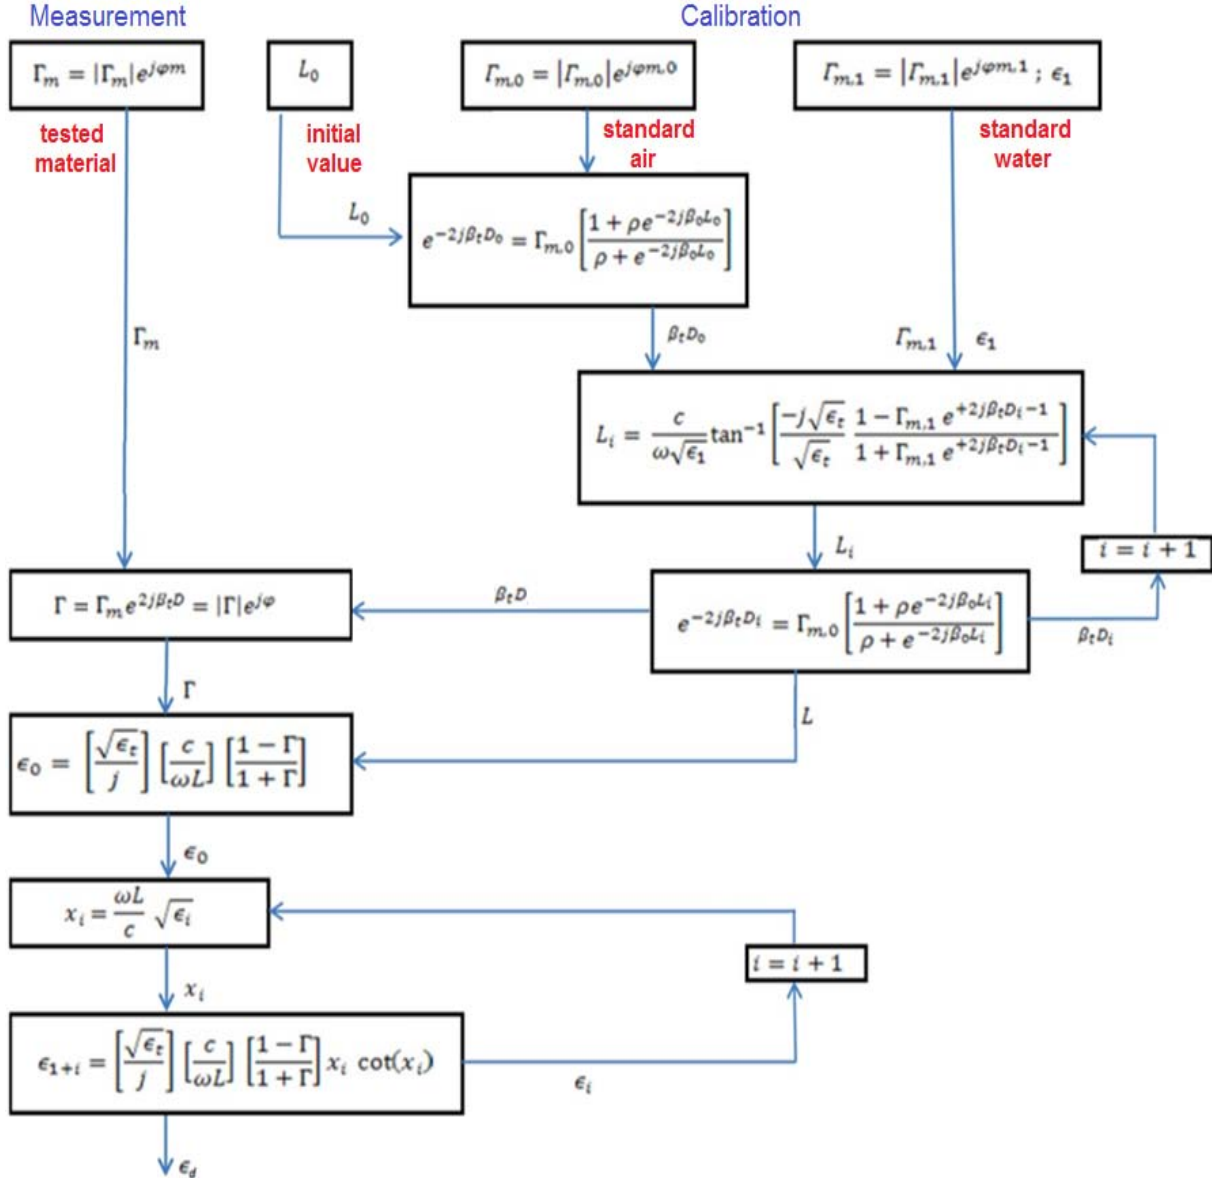 Measurement
Calibration
Γₘ = |Γₘ|e^{jφm}
L₀
Γₘ,₀ = |Γₘ,₀|e^{jφm,0}
Γₘ,₁ = |Γₘ,₁|e^{jφm,1} ; ϵ₁
tested
material
initial
value
standard
air
standard
water
L₀
e^{−2jβₜD₀} = Γₘ,₀ [(1 + ρe^{−2jβ₀L₀}) / (ρ + e^{−2jβ₀L₀})]
Γₘ
βₜD₀
Γₘ,₁ ϵ₁
Lᵢ = c/(ω√ϵ₁) tan⁻¹ [(−j√ϵₜ)/(√ϵₜ) (1 − Γₘ,₁ e^{+2jβₜDᵢ−1})/(1 + Γₘ,₁ e^{+2jβₜDᵢ−1})]
Lᵢ
i = i + 1
Γ = Γₘe^{2jβₜD} = |Γ|e^{jφ}
βₜD
e^{−2jβₜDᵢ} = Γₘ,₀ [(1 + ρe^{−2jβ₀Lᵢ}) / (ρ + e^{−2jβ₀Lᵢ})]
βₜDᵢ
Γ
L
ϵ₀ = [√ϵₜ / j] [c / ωL] [(1 − Γ) / (1 + Γ)]
ϵ₀
xᵢ = ωL/c √ϵᵢ
i = i + 1
xᵢ
ϵ₁₊ᵢ = [√ϵₜ / j] [c / ωL] [(1 − Γ) / (1 + Γ)] xᵢ cot(xᵢ)
ϵᵢ
ϵ_d